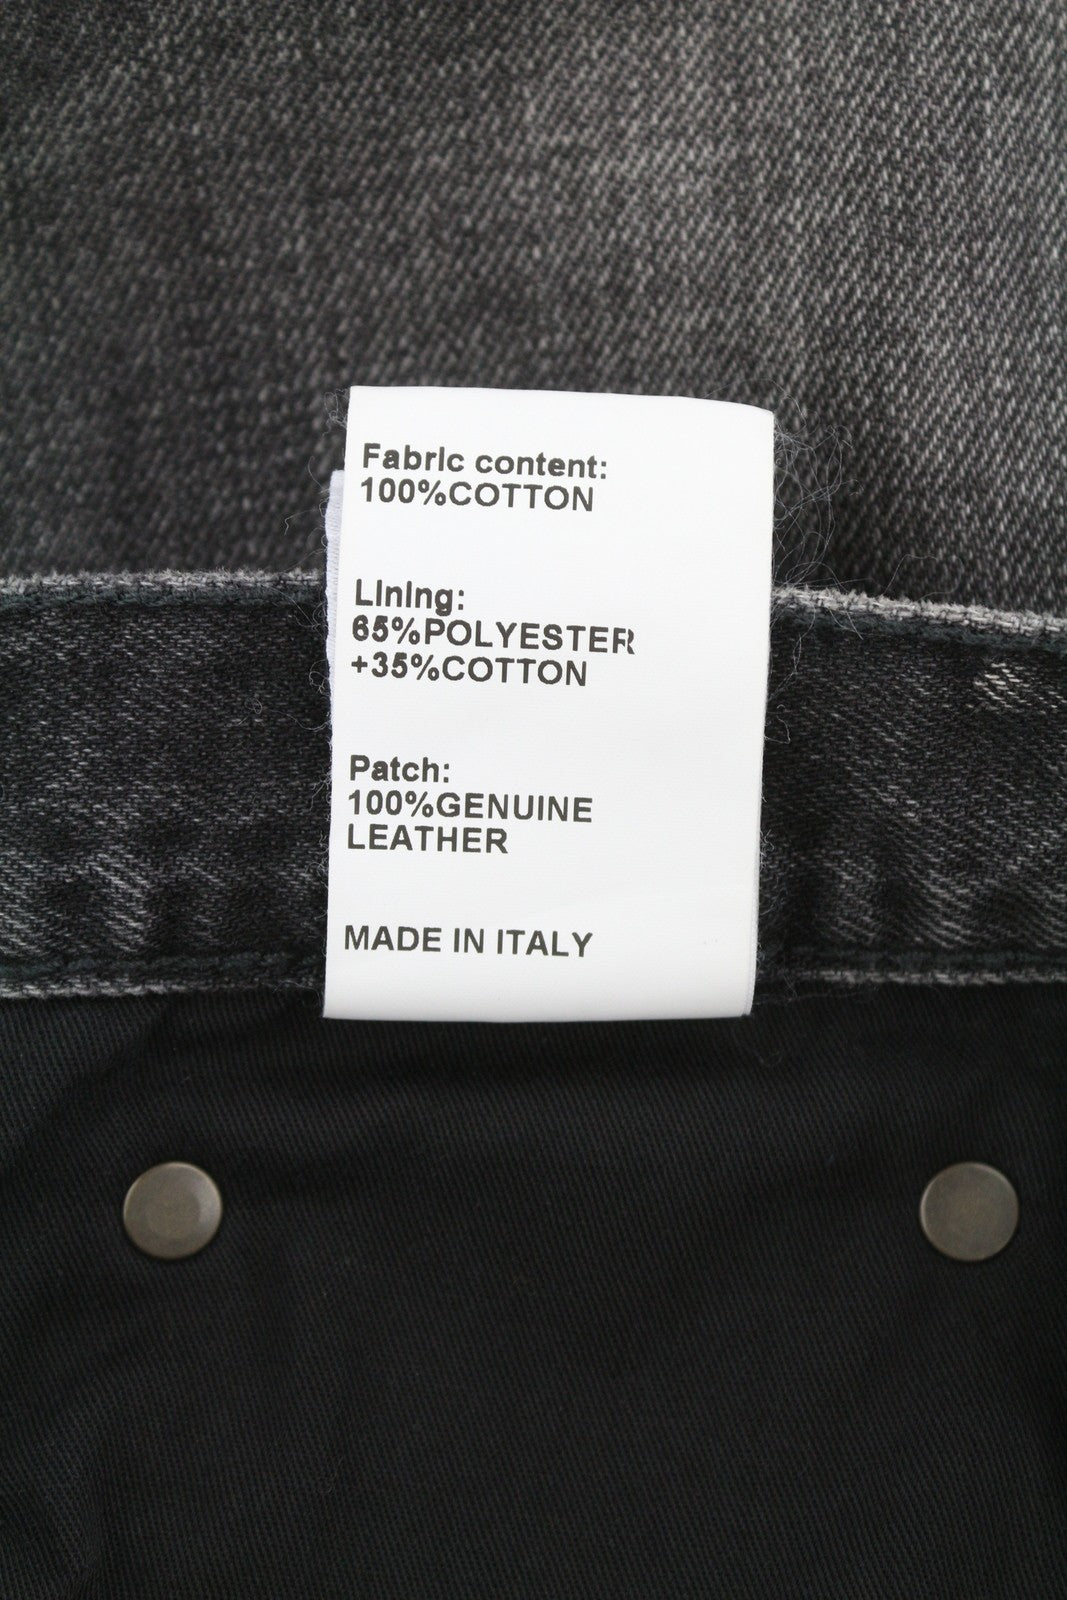 Fabric content:
100%COTTON
Lining:
65%POLYESTER
+35%COTTON
Patch:
100%GENUINE
LEATHER
MADE IN ITALY